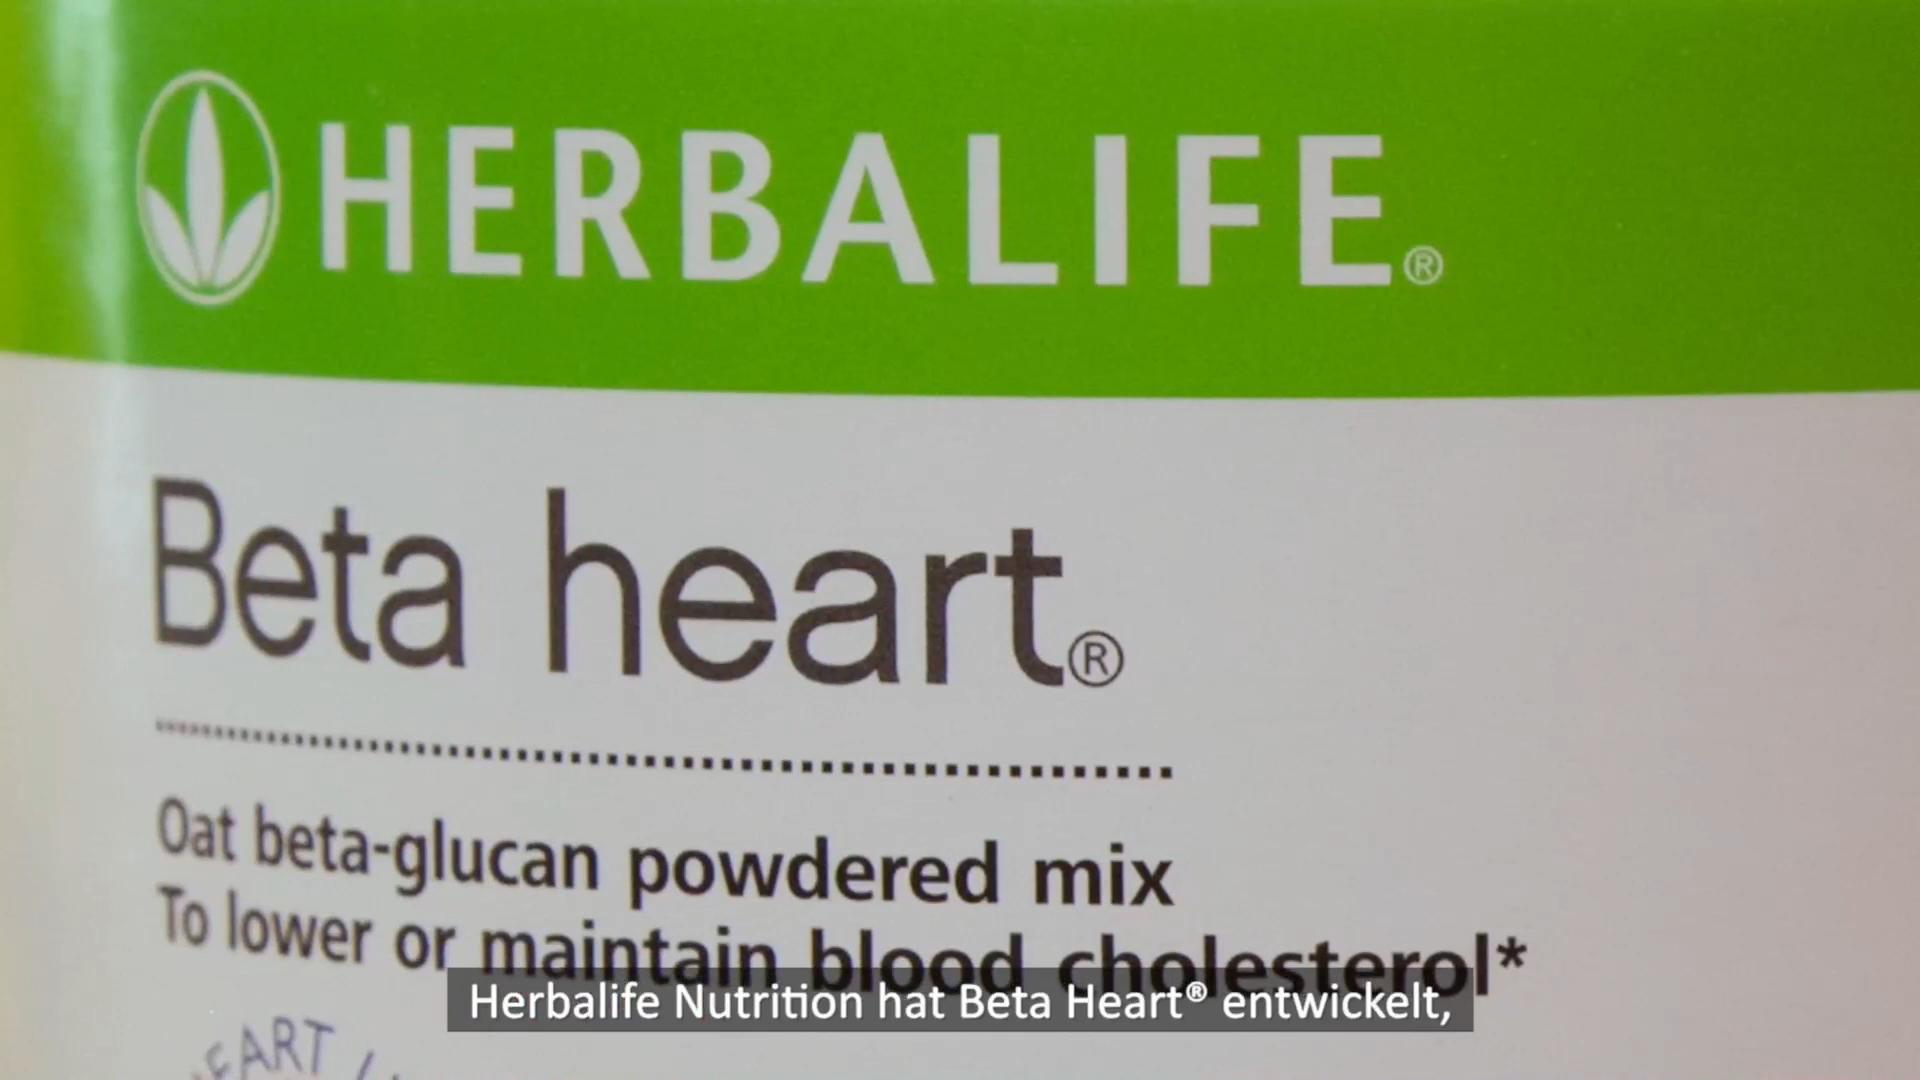 HERBALIFE®
Beta heart®
Oat beta-glucan powdered mix
To lower or maintain blood cholesterol*
Herbalife Nutrition hat Beta Heart® entwickelt,